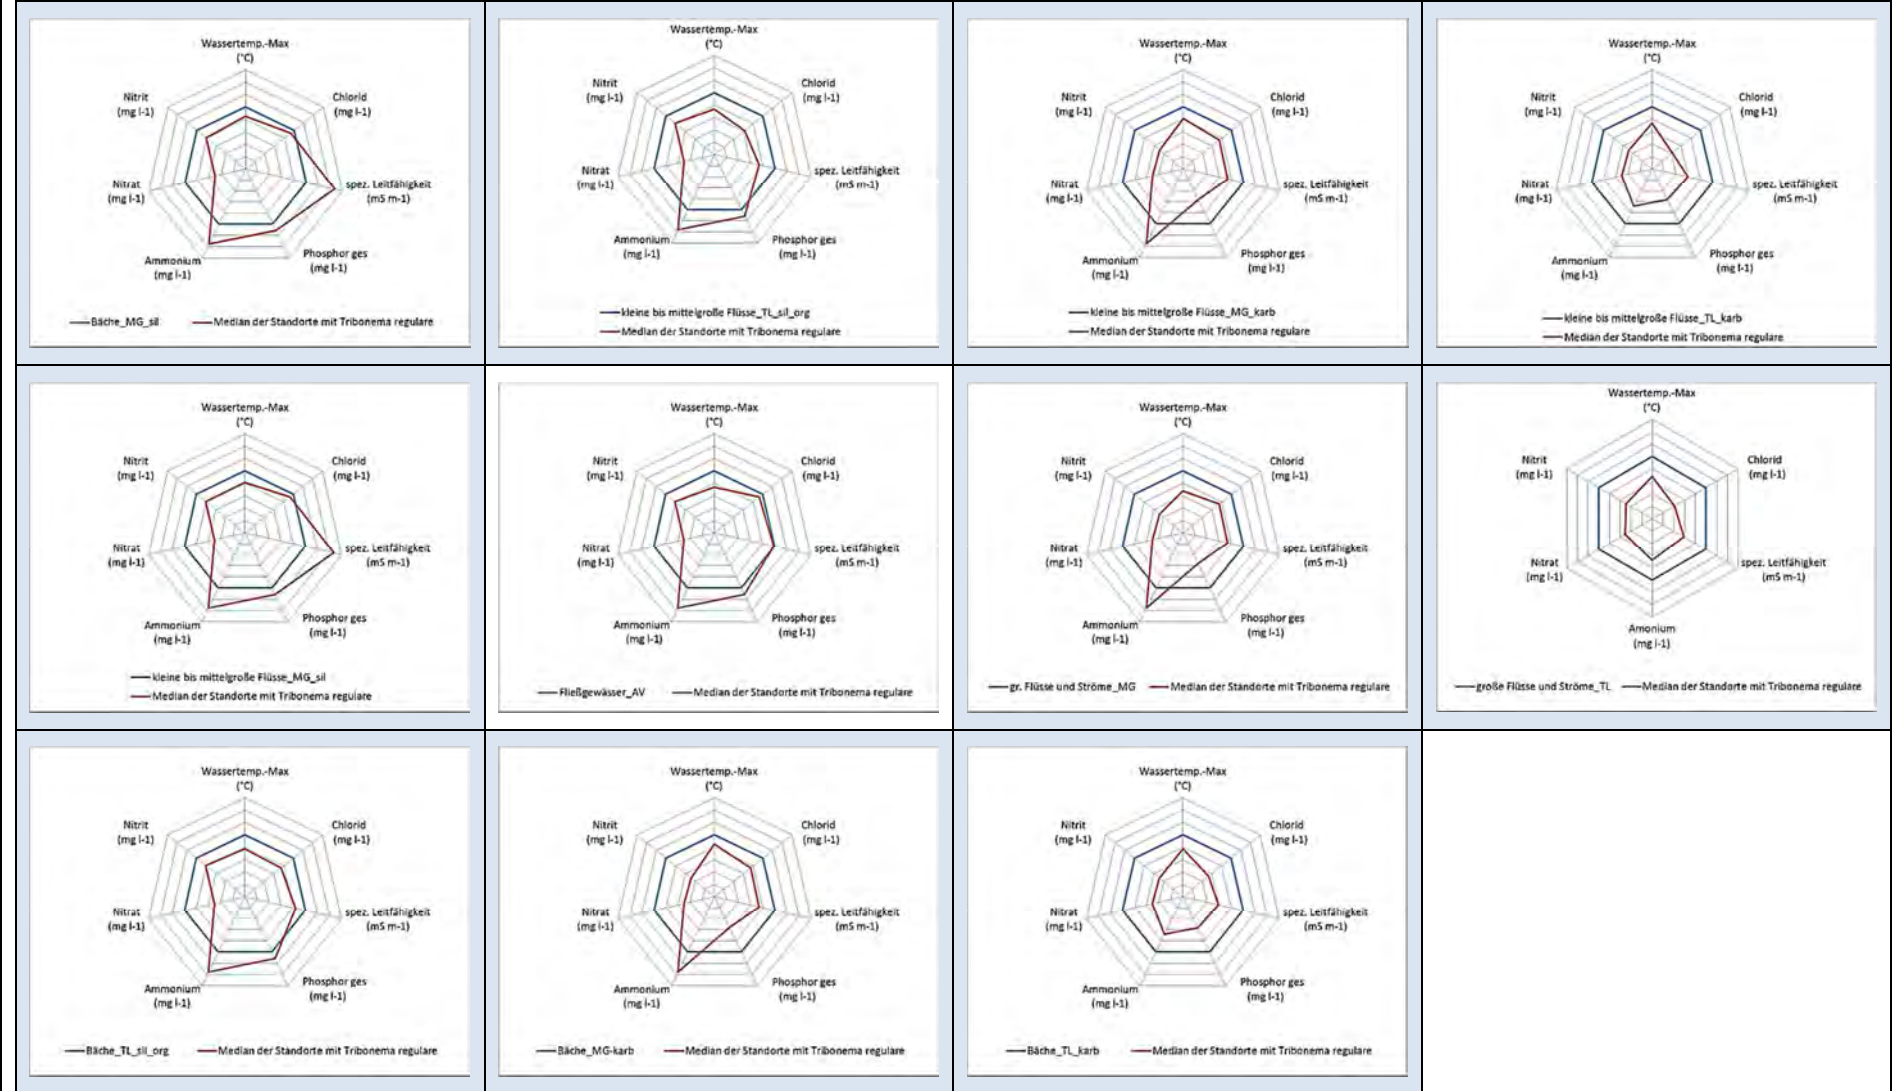 Wassertemp.-Max
(°C)
Nitrit
(mg l-1)
Chlorid
(mg l-1)
Nitrat
(mg l-1)
spez. Leitfähigkeit
(mS m-1)
Ammonium
(mg l-1)
Phosphor ges
(mg l-1)
Bäche_MG_sil
Median der Standorte mit Tribonema regulare
Wassertemp.-Max
(°C)
Nitrit
(mg l-1)
Chlorid
(mg l-1)
Nitrat
(mg l-1)
spez. Leitfähigkeit
(mS m-1)
Ammonium
(mg l-1)
Phosphor ges
(mg l-1)
kleine bis mittelgroße Flüsse_TL_sil_org
Median der Standorte mit Tribonema regulare
Wassertemp.-Max
(°C)
Nitrit
(mg l-1)
Chlorid
(mg l-1)
Nitrat
(mg l-1)
spez. Leitfähigkeit
(mS m-1)
Ammonium
(mg l-1)
Phosphor ges
(mg l-1)
kleine bis mittelgroße Flüsse_MG_karb
Median der Standorte mit Tribonema regulare
Wassertemp.-Max
(°C)
Nitrit
(mg l-1)
Chlorid
(mg l-1)
Nitrat
(mg l-1)
spez. Leitfähigkeit
(mS m-1)
Ammonium
(mg l-1)
Phosphor ges
(mg l-1)
kleine bis mittelgroße Flüsse_TL_karb
Median der Standorte mit Tribonema regulare
Wassertemp.-Max
(°C)
Nitrit
(mg l-1)
Chlorid
(mg l-1)
Nitrat
(mg l-1)
spez. Leitfähigkeit
(mS m-1)
Ammonium
(mg l-1)
Phosphor ges
(mg l-1)
kleine bis mittelgroße Flüsse_MG_sil
Median der Standorte mit Tribonema regulare
Wassertemp.-Max
(°C)
Nitrit
(mg l-1)
Chlorid
(mg l-1)
Nitrat
(mg l-1)
spez. Leitfähigkeit
(mS m-1)
Ammonium
(mg l-1)
Phosphor ges
(mg l-1)
Fließgewässer_AV
Median der Standorte mit Tribonema regulare
Wassertemp.-Max
(°C)
Nitrit
(mg l-1)
Chlorid
(mg l-1)
Nitrat
(mg l-1)
spez. Leitfähigkeit
(mS m-1)
Ammonium
(mg l-1)
Phosphor ges
(mg l-1)
gr. Flüsse und Ströme_MG
Median der Standorte mit Tribonema regulare
Wassertemp.-Max
(°C)
Nitrit
(mg l-1)
Chlorid
(mg l-1)
Nitrat
(mg l-1)
spez. Leitfähigkeit
(mS m-1)
Amonium
(mg l-1)
große Flüsse und Ströme_TL
Median der Standorte mit Tribonema regulare
Wassertemp.-Max
(°C)
Nitrit
(mg l-1)
Chlorid
(mg l-1)
Nitrat
(mg l-1)
spez. Leitfähigkeit
(mS m-1)
Ammonium
(mg l-1)
Phosphor ges
(mg l-1)
Bäche_TL_sil_org
Median der Standorte mit Tribonema regulare
Wassertemp.-Max
(°C)
Nitrit
(mg l-1)
Chlorid
(mg l-1)
Nitrat
(mg l-1)
spez. Leitfähigkeit
(mS m-1)
Ammonium
(mg l-1)
Phosphor ges
(mg l-1)
Bäche_MG-karb
Median der Standorte mit Tribonema regulare
Wassertemp.-Max
(°C)
Nitrit
(mg l-1)
Chlorid
(mg l-1)
Nitrat
(mg l-1)
spez. Leitfähigkeit
(mS m-1)
Ammonium
(mg l-1)
Phosphor ges
(mg l-1)
Bäche_TL_karb
Median der Standorte mit Tribonema regulare